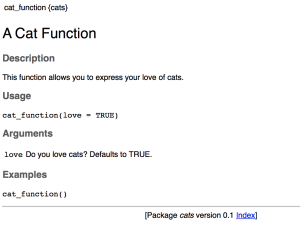 cat_function {cats}
A Cat Function
Description
This function allows you to express your love of cats.
Usage
cat_function(love = TRUE)
Arguments
love Do you love cats? Defaults to TRUE.
Examples
cat_function()
[Package cats version 0.1 Index]